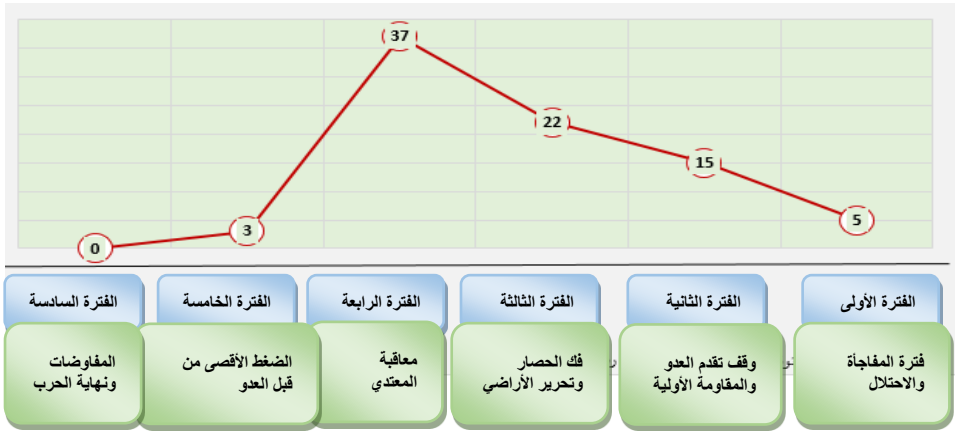 37
22
15
5
3
0
الفترة الأولى
الفترة الثانية
الفترة الثالثة
الفترة الرابعة
الفترة الخامسة
الفترة السادسة
فترة المفاجأة
والاحتلال
وقف تقدم العدو
والمقاومة الأولية
فك الحصار
وتحرير الأراضي
معاقبة
المعتدي
الضغط الأقصى من
قبل العدو
المفاوضات
ونهاية الحرب